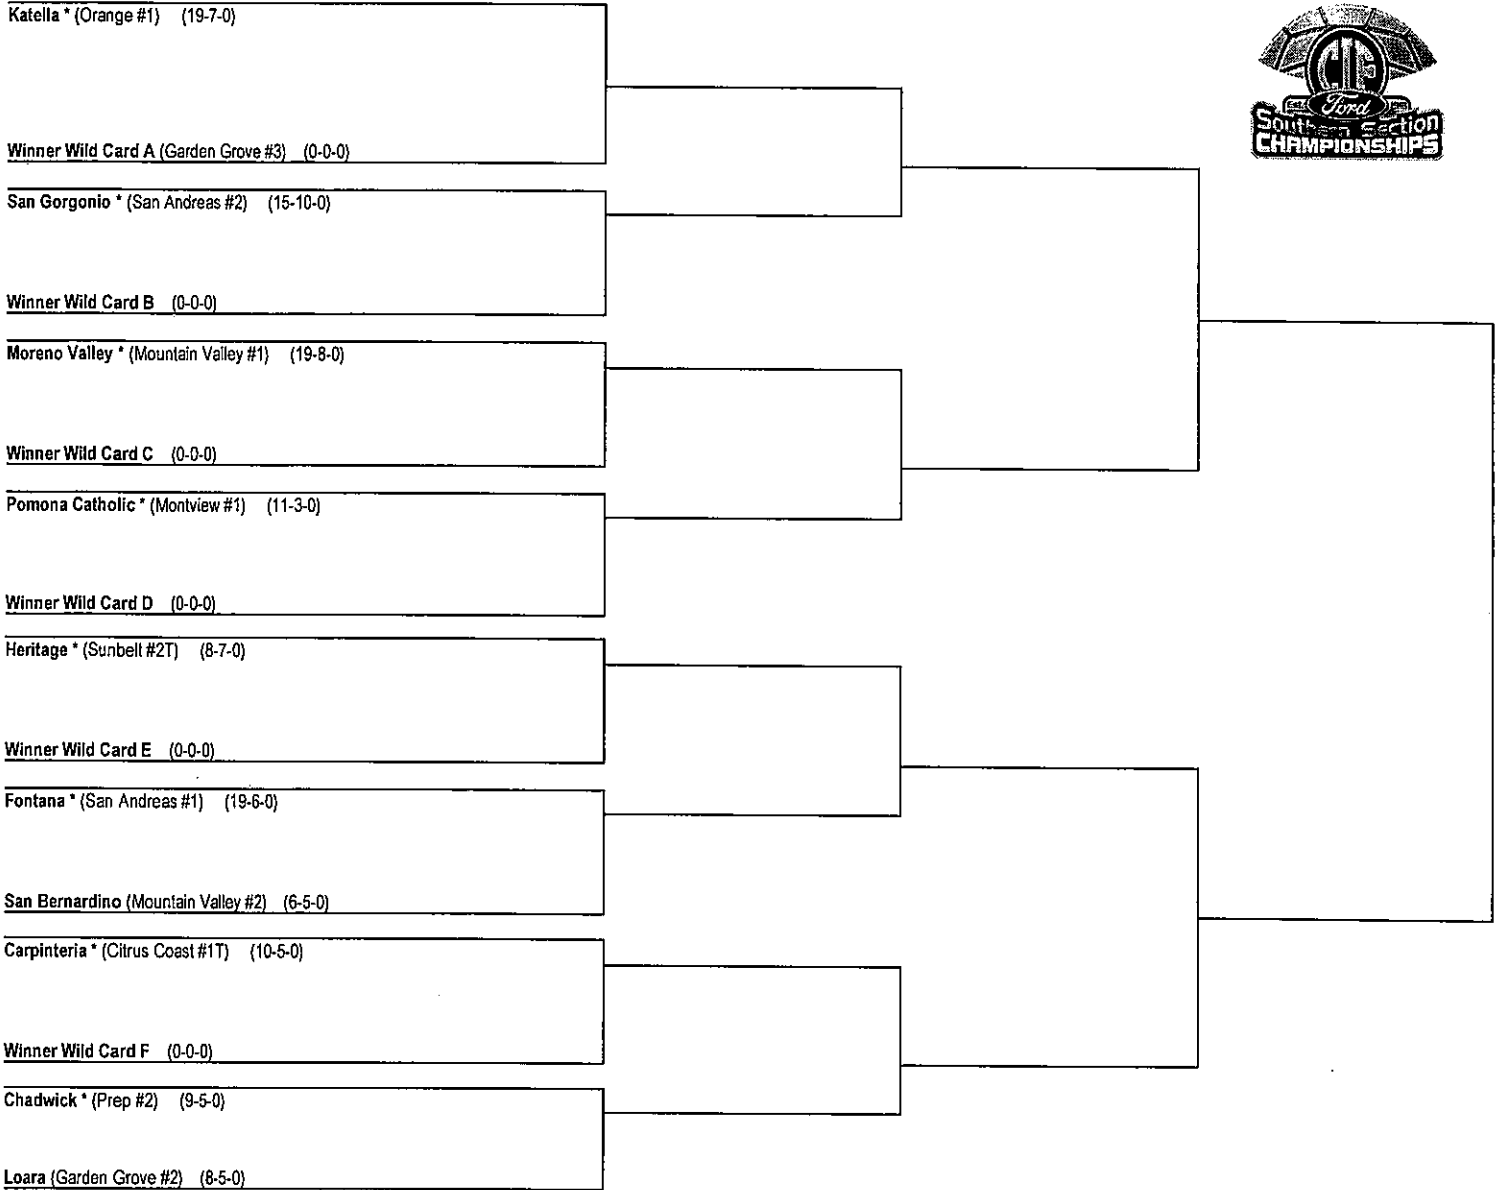 Katella * (Orange #1) (19-7-0)
CIF
Ford
Southern Section
CHAMPIONSHIPS
Winner Wild Card A (Garden Grove #3) (0-0-0)
San Gorgonio * (San Andreas #2) (15-10-0)
Winner Wild Card B (0-0-0)
Moreno Valley * (Mountain Valley #1) (19-8-0)
Winner Wild Card C (0-0-0)
Pomona Catholic * (Montview #1) (11-3-0)
Winner Wild Card D (0-0-0)
Heritage * (Sunbelt #2T) (8-7-0)
Winner Wild Card E (0-0-0)
Fontana * (San Andreas #1) (19-6-0)
San Bernardino (Mountain Valley #2) (6-5-0)
Carpinteria * (Citrus Coast #1T) (10-5-0)
Winner Wild Card F (0-0-0)
Chadwick * (Prep #2) (9-5-0)
Loara (Garden Grove #2) (8-5-0)